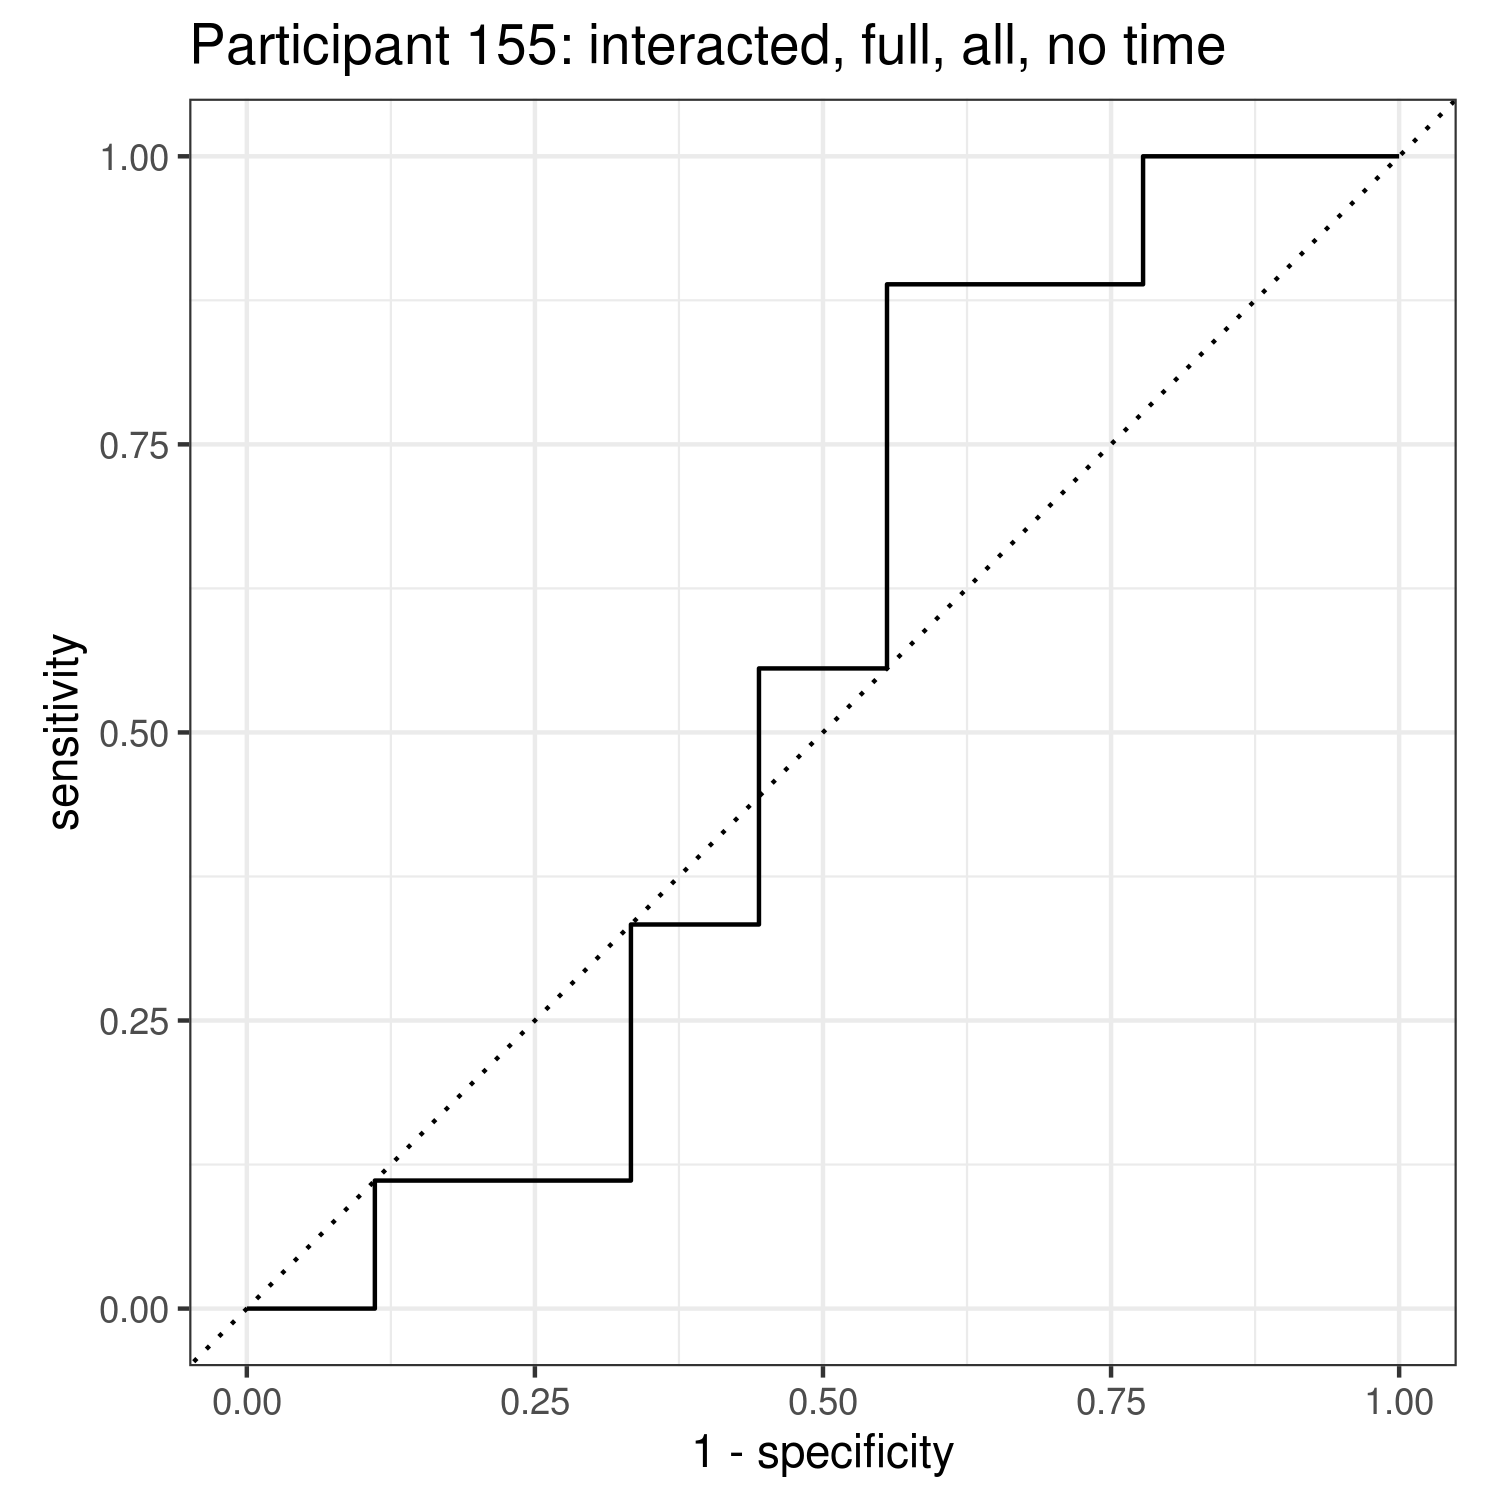 Participant 155: interacted, full, all, no time
1.00
0.75
0.50
0.25
0.00
sensitivity
0.00 0.25 0.50 0.75 1.00
1 - specificity